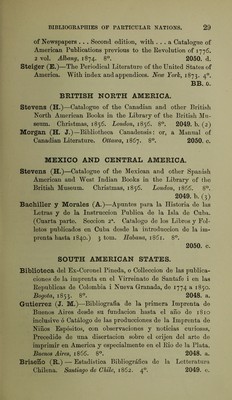 BIBLIOGRAPHIES OF PARTICULAR NATIONS. 29
of Newspapers . . . Second edition, with . . . a Catalogue of
American Publications previous to the Revolution of 1776.
2 vol. Albany, 1874. 8°. 2050. c.
Steiger (E.)—The Periodical Literature of the United States of
America. With index and appendices. New York, 1873. 4°.
BB. o.
BRITISH NORTH AMERICA.
Stevens (H.)—Catalogue of the Canadian and other British
North American Books in the Library of the British Mu-
seum. Christmas, 1856. London, 1856. 8°. 2049. b. (2)
Morgan (H. J.)—Bibliotheca Canadensis: or, a Manual of
Canadian Literature. Ottawa, 1867. 8°. 2050. c.
MEXICO AND CENTRAL AMERICA.
Stevens (H.)—Catalogue of the Mexican and other Spanish
American and West Indian Books in the Library of the
British Museum. Christmas, 1856. London, 1866. 8°.
2049. b. (3)
Bachiller y Morales (A.)—Apuntes para la Historia de las
Letras y de la Instruccion Publica de la Isla de Cuba.
(Cuarta parte. Seccion 2ª. Catalogo de los Libros y Fol-
letos publicados en Cuba desde la introduccion de im-
prenta hasta 1840.) 3 tom. Habana, 1861. 8°.
2050. c.
SOUTH AMERICAN STATES.
Biblioteca del Ex-Coronel Pineda, o Colleccion de las publica-
ciones de la imprenta en el Virreinato de Santafe i en las
Republicas de Colombia i Nueva Granada, de 1774 a 1850.
Bogota, 1853. 8°. 2048. a.
Gutierrez (J. M.)—Bibliografia de la primera Imprenta de
Buenos Aires desde su fundacion hasta el año de 1810
inclusive ó Catálogo de las producciones de la Imprenta de
Niños Espósitos, con observaciones y noticias curiosas,
Precedida de una disertacion sobre el orijen del arte de
imprimir en America y especialmente en el Rio de la Plata.
Buenos Aires, 1866. 8°. 2048. a.
Briseño (R.) — Estadistica Bibliográfica de la Letteratura
Chilena. Santiago de Chile, 1862. 4°. 2049. c.